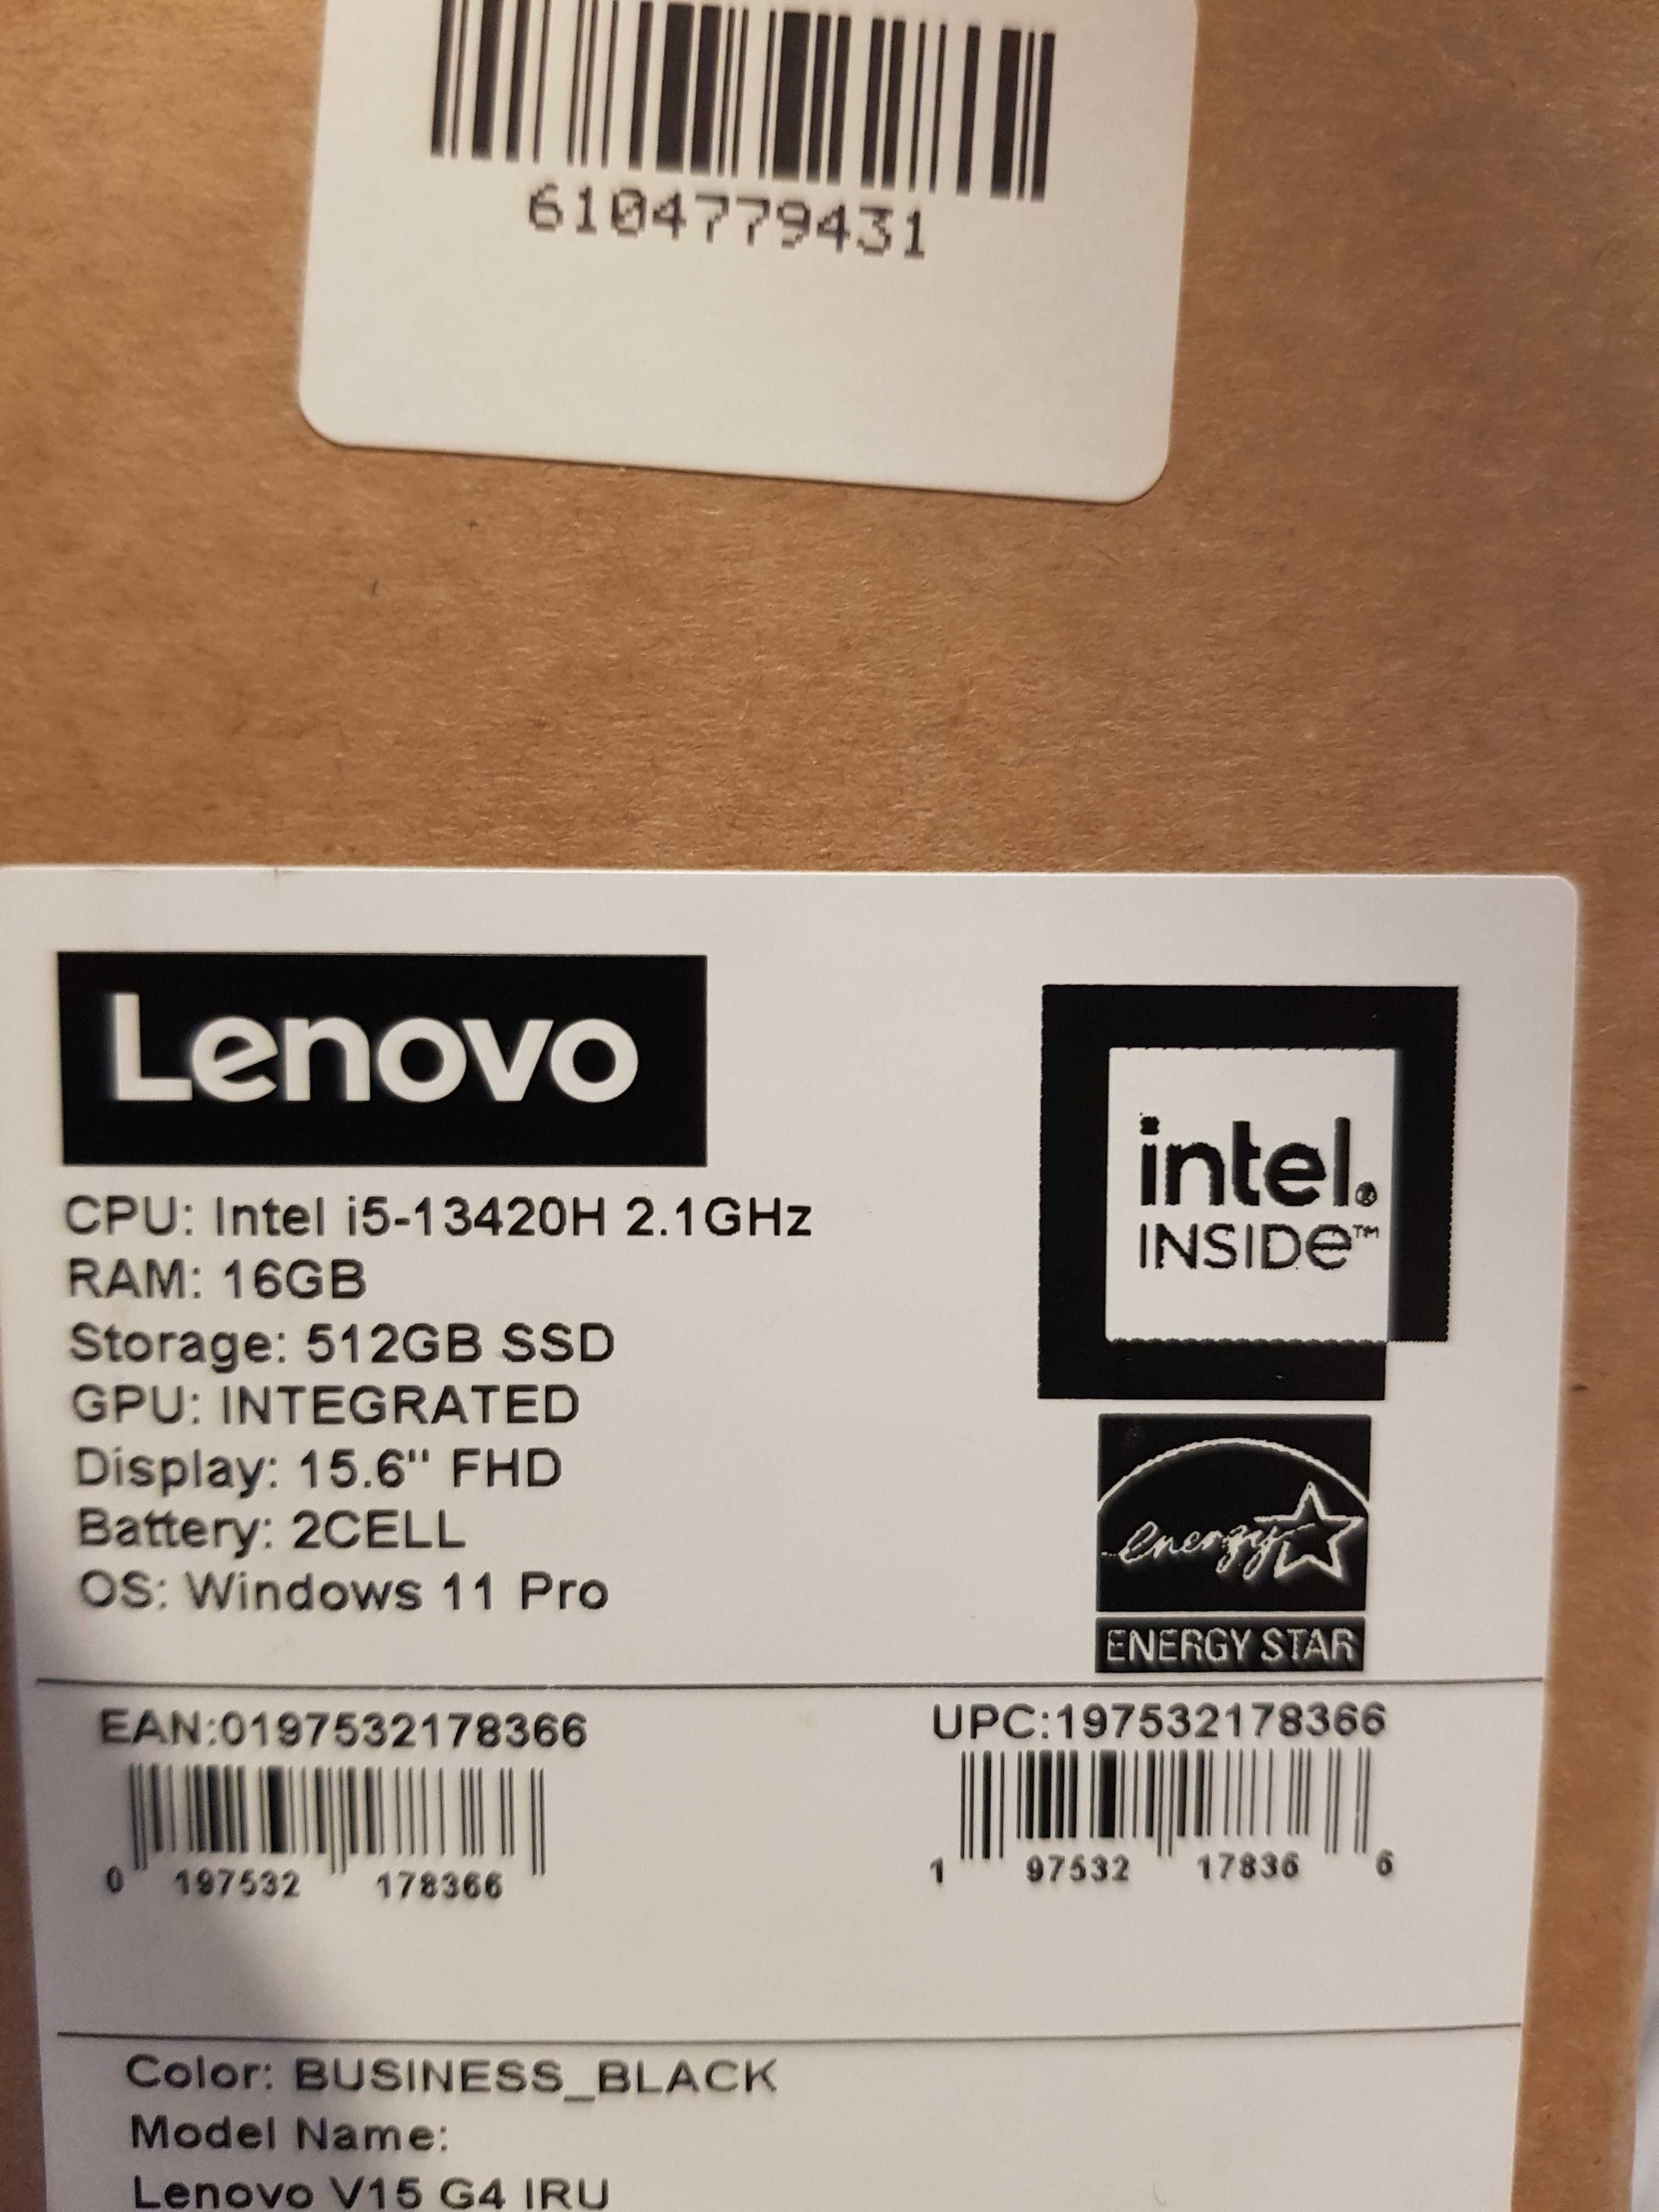 6104779431
Lenovo
intel.
INSIDe™
CPU: Intel i5-13420H 2.1GHz
RAM: 16GB
Storage: 512GB SSD
GPU: INTEGRATED
Display: 15.6" FHD
Battery: 2CELL
OS: Windows 11 Pro
energy
ENERGY STAR
EAN:0197532178366
0 197532 178366
UPC:197532178366
1 97532 17836 6
Color: BUSINESS_BLACK
Model Name:
Lenovo V15 G4 IRU